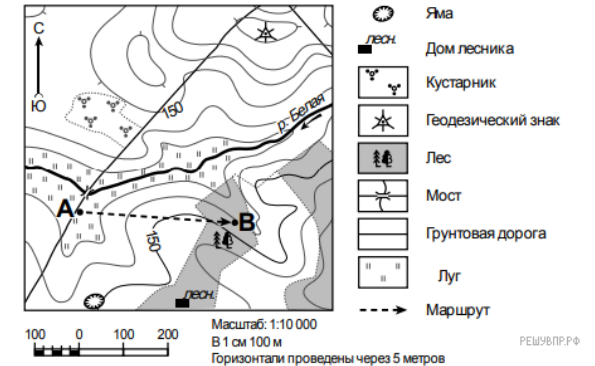 С
Ю
150
р. Белая
А
В
150
лесн.
100 0 100 200
Масштаб: 1:10 000
В 1 см 100 м
Горизонтали проведены через 5 метров
Яма
лесн.
Дом лесника
Кустарник
Геодезический знак
Лес
Мост
Грунтовая дорога
Луг
Маршрут
РЕШУВПР.РФ